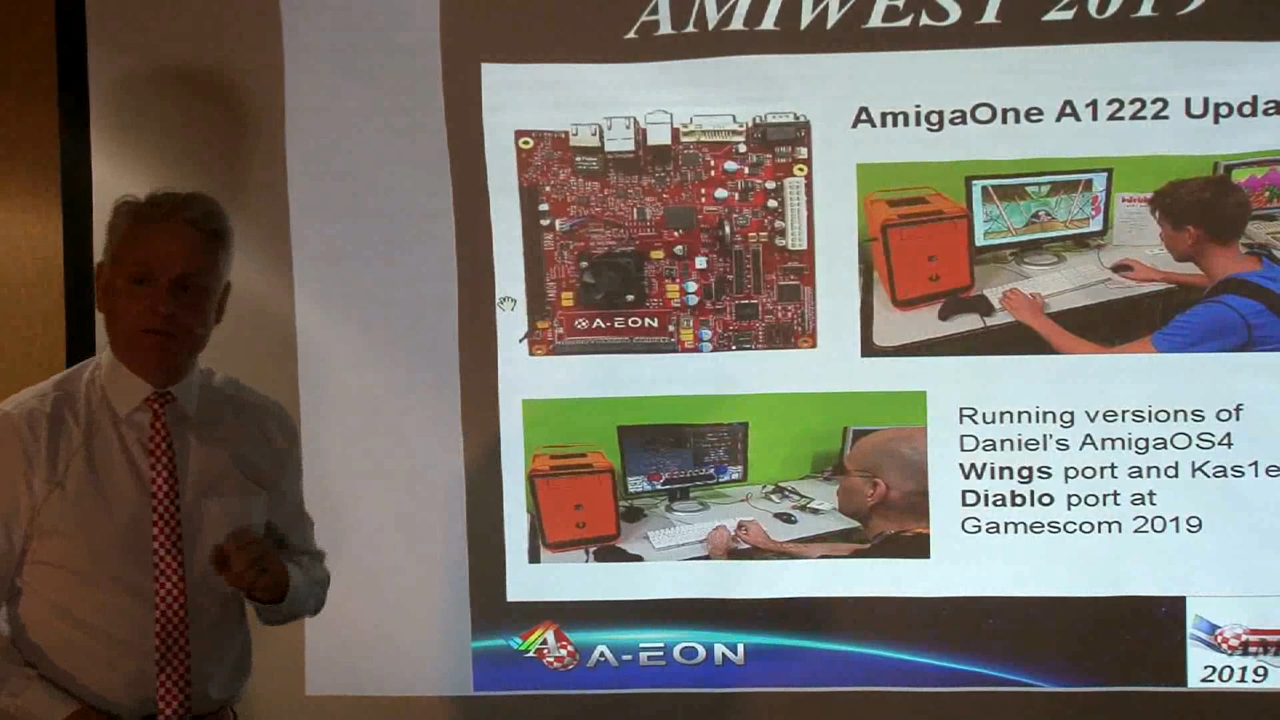 AMIWEST 2019
AmigaOne A1222 Upda
A-EON
Running versions of
Daniel's AmigaOS4
Wings port and Kas1e
Diablo port at
Gamescom 2019
A-EON
2019